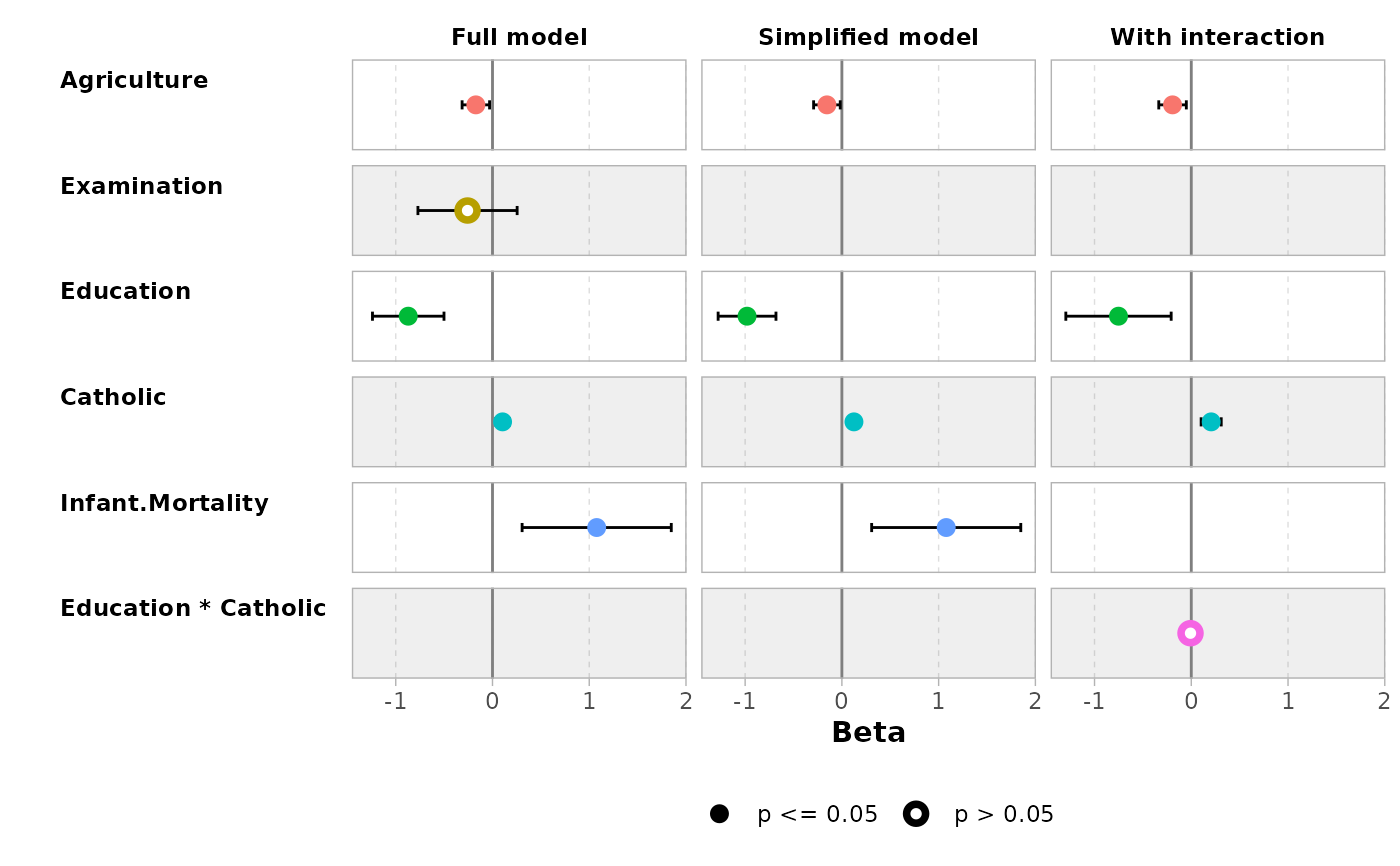 Full model Simplified model With interaction
Agriculture
Examination
Education
Catholic
Infant.Mortality
Education * Catholic
-1 0 1 2 -1 0 1 2 -1 0 1 2
Beta
p <= 0.05 p > 0.05